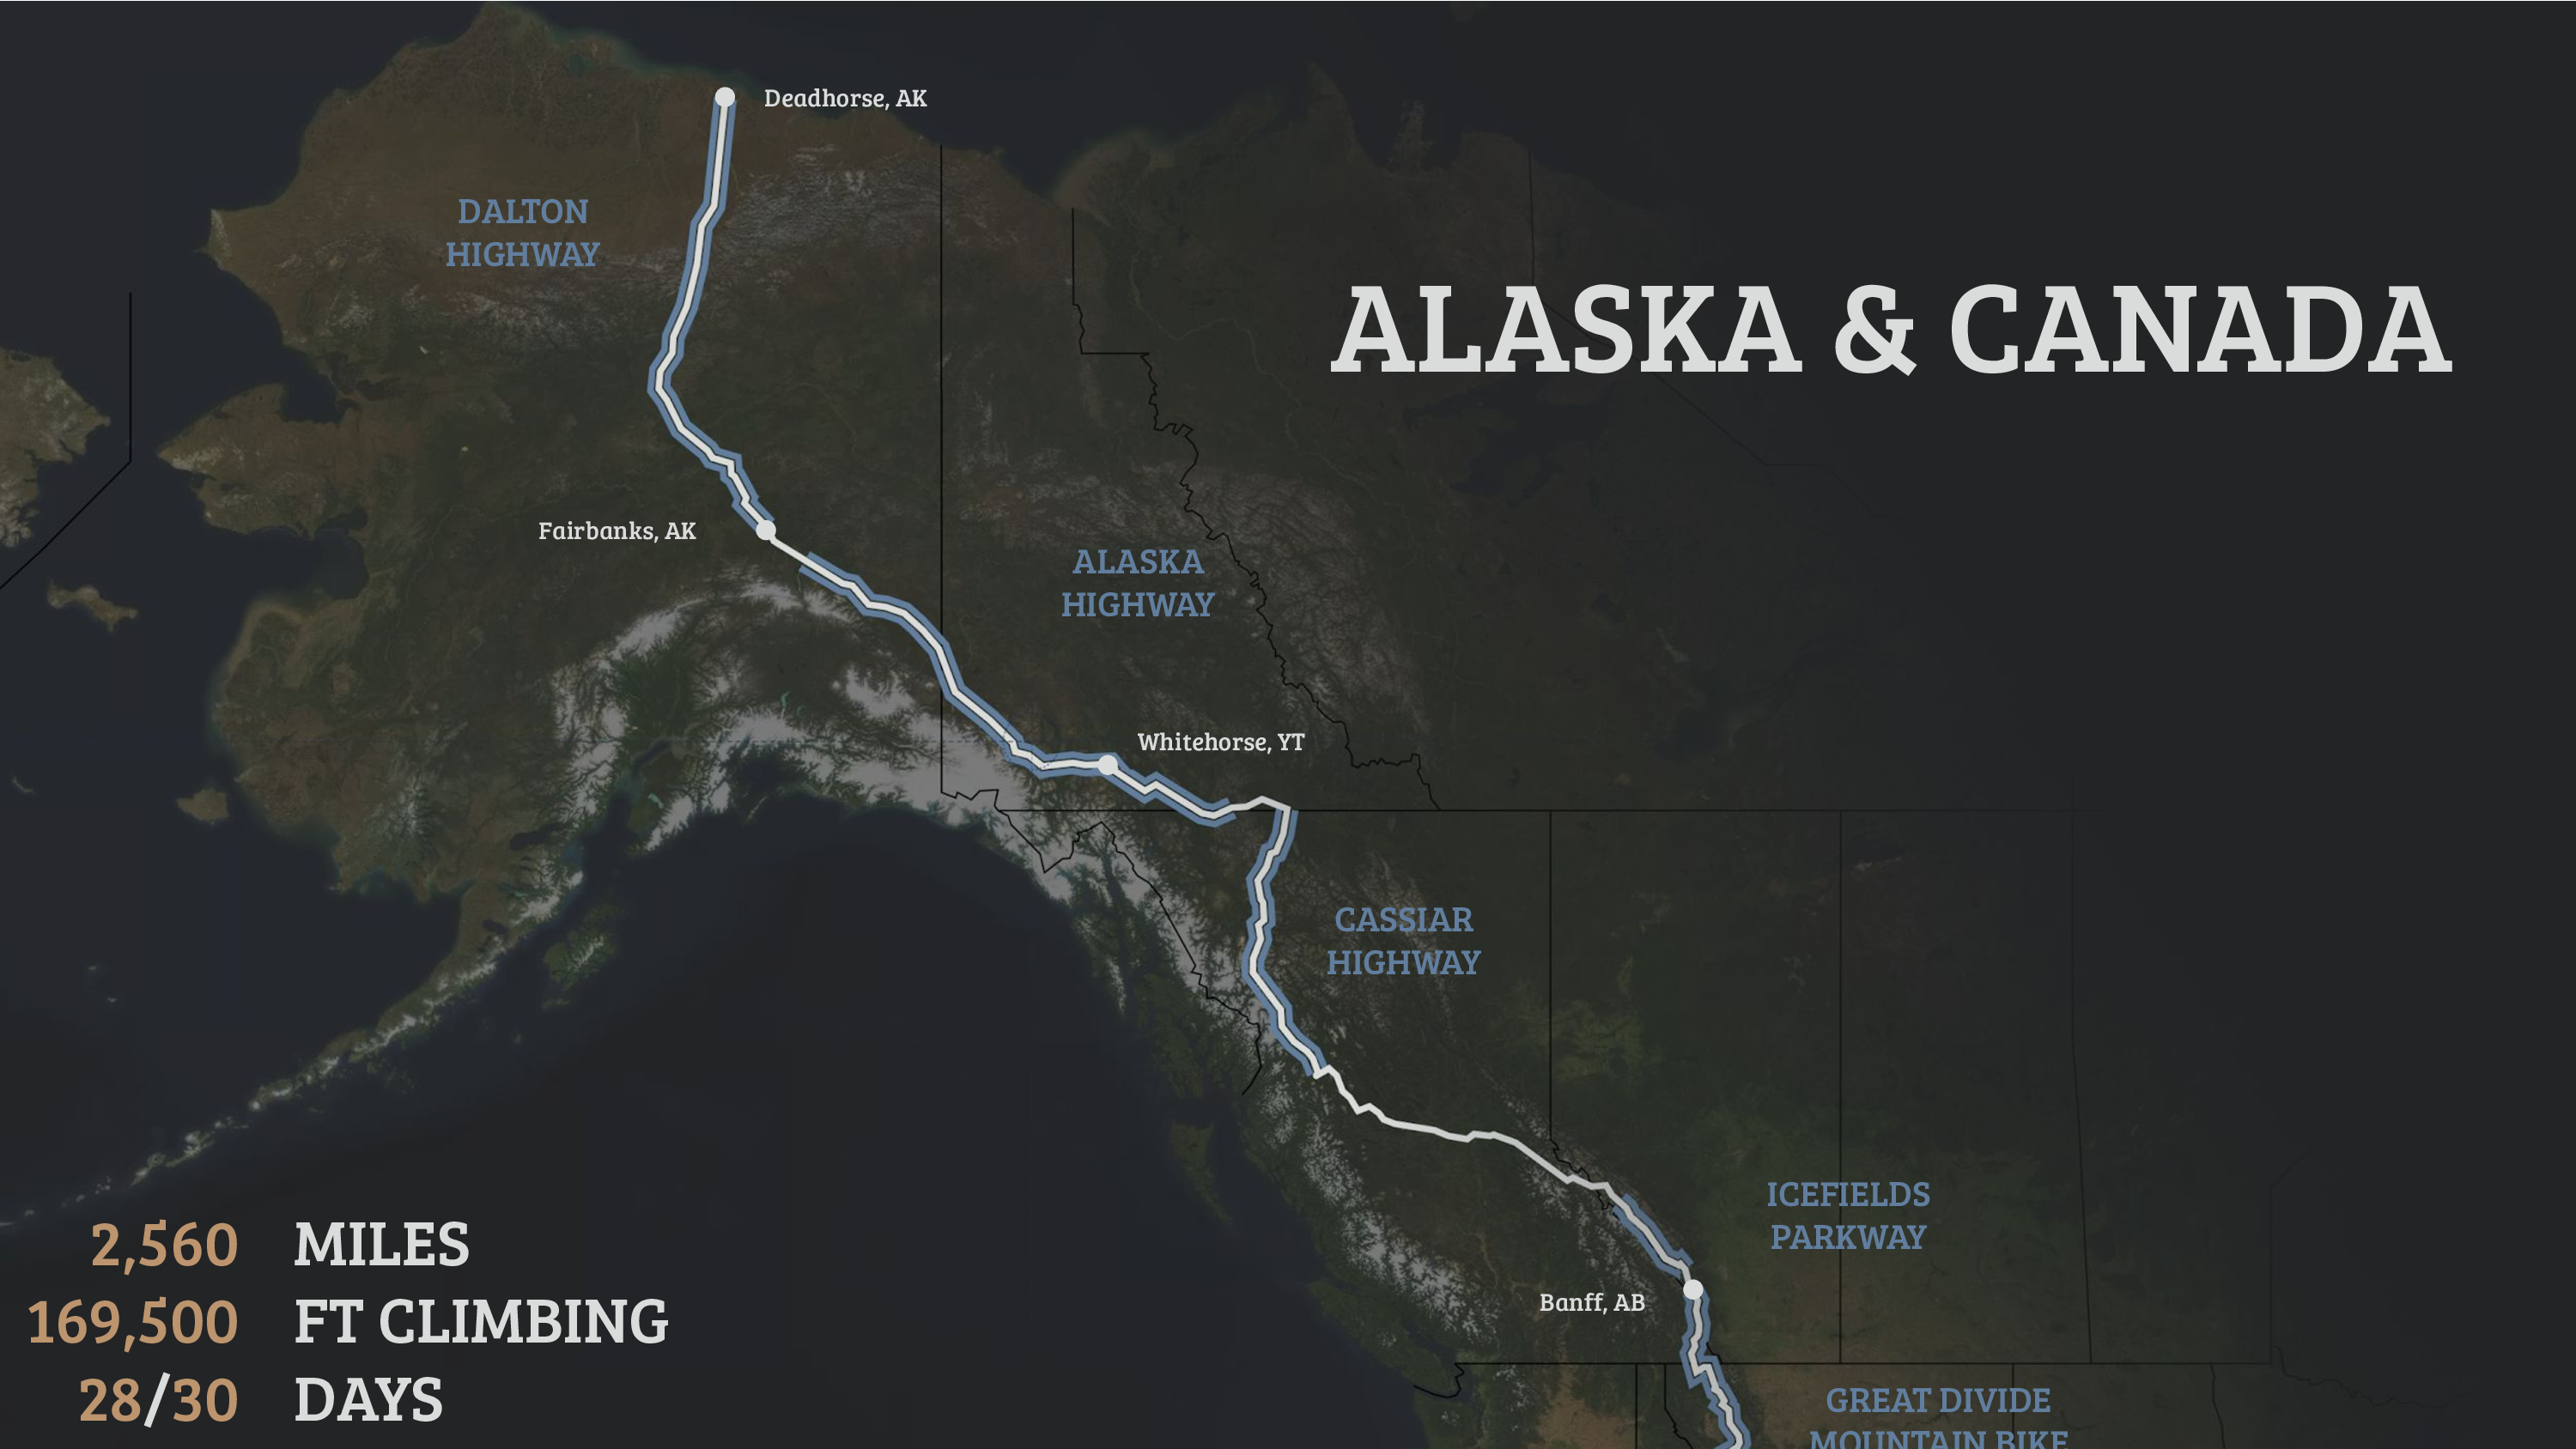 Deadhorse, AK
DALTON
HIGHWAY
ALASKA & CANADA
Fairbanks, AK
ALASKA
HIGHWAY
Whitehorse, YT
CASSIAR
HIGHWAY
ICEFIELDS
PARKWAY
Banff, AB
GREAT DIVIDE
MOUNTAIN BIKE
2,560 MILES
169,500 FT CLIMBING
28/30 DAYS